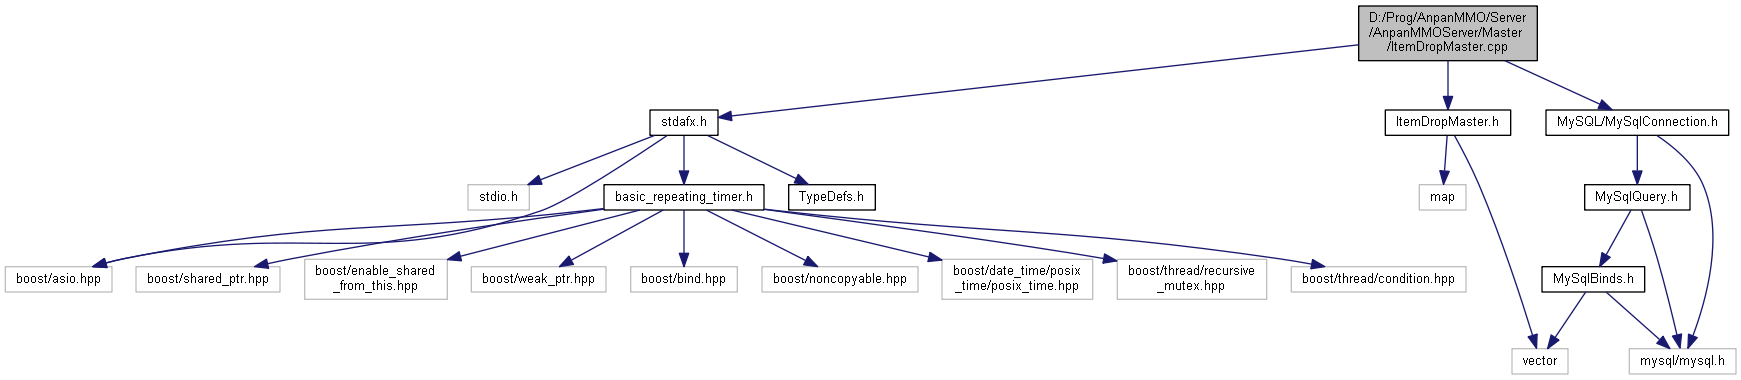 D:/Prog/AnpanMMO/Server
/AnpanMMOServer/Master
/ItemDropMaster.cpp
stdafx.h
ItemDropMaster.h
MySQL/MySqlConnection.h
stdio.h
basic_repeating_timer.h
TypeDefs.h
map
MySqlQuery.h
boost/asio.hpp
boost/shared_ptr.hpp
boost/enable_shared
_from_this.hpp
boost/weak_ptr.hpp
boost/bind.hpp
boost/noncopyable.hpp
boost/date_time/posix
_time/posix_time.hpp
boost/thread/recursive
_mutex.hpp
boost/thread/condition.hpp
MySqlBinds.h
vector
mysql/mysql.h